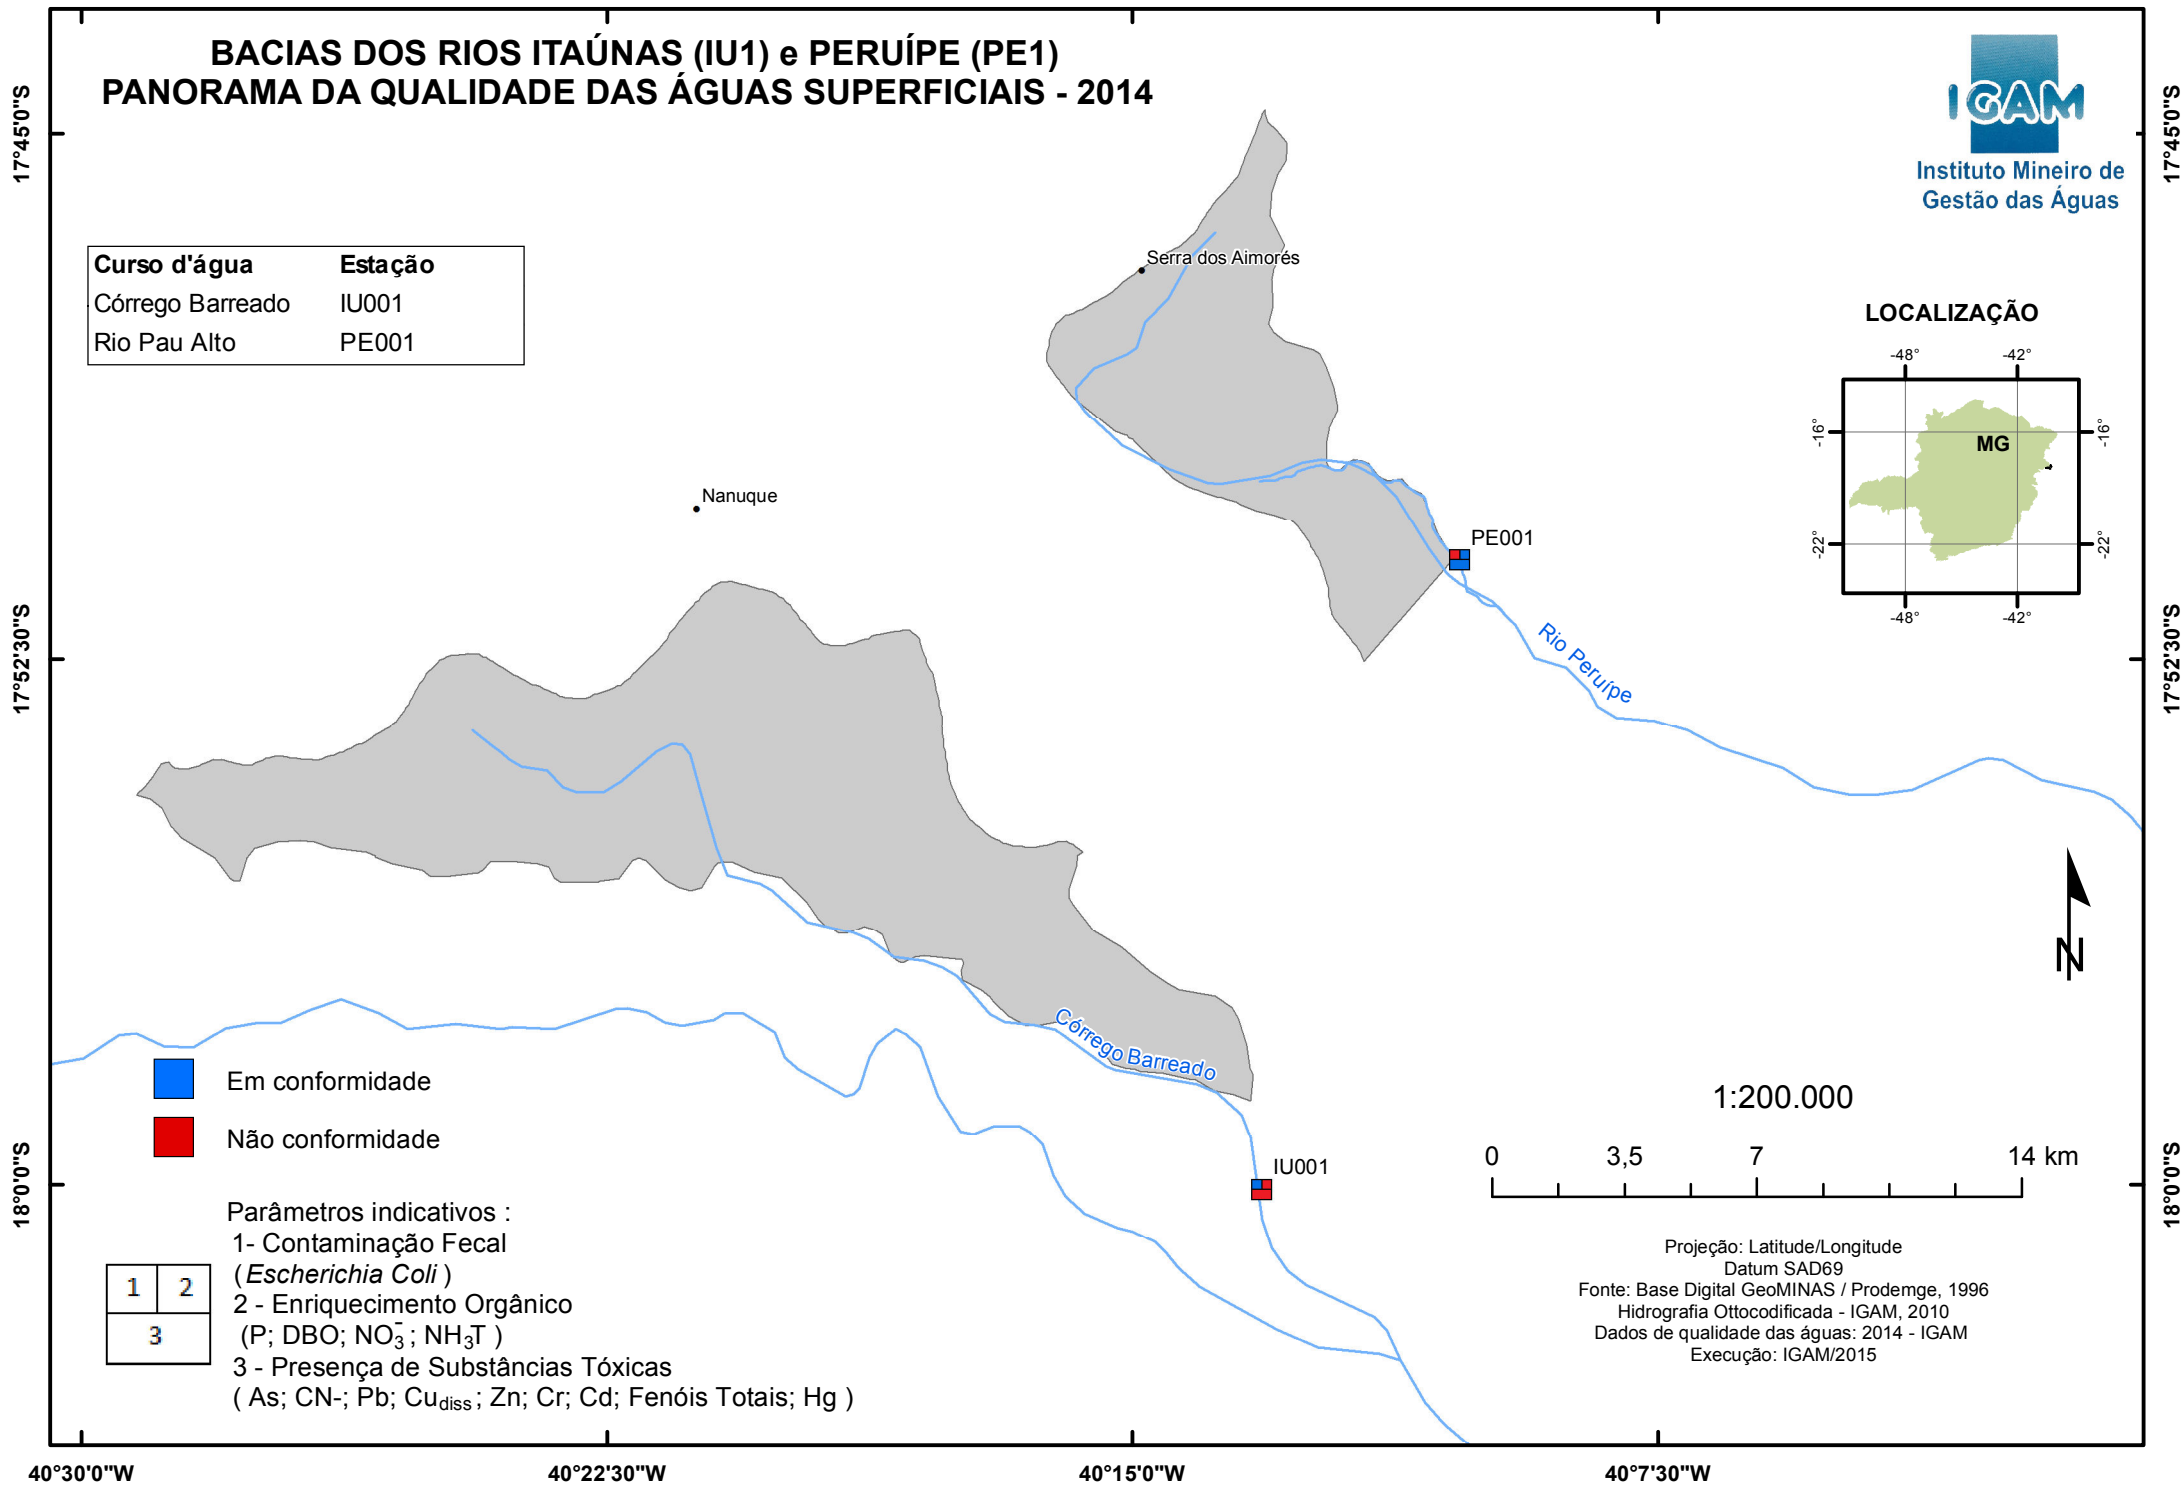 BACIAS DOS RIOS ITAÚNAS (IU1) e PERUÍPE (PE1)
PANORAMA DA QUALIDADE DAS ÁGUAS SUPERFICIAIS - 2014
IGAM
Instituto Mineiro de
Gestão das Águas
17°45'0"S
17°45'0"S
Curso d'água Estação
Córrego Barreado IU001
Rio Pau Alto PE001
Serra dos Aimorés
LOCALIZAÇÃO
-48° -42°
-16° -16°
MG
-22° -22°
-48° -42°
Nanuque
PE001
Rio Peruípe
17°52'30"S
17°52'30"S
N
Córrego Barreado
IU001
Em conformidade
Não conformidade
1:200.000
0 3,5 7 14 km
18°0'0"S
18°0'0"S
Parâmetros indicativos :
1- Contaminação Fecal
(Escherichia Coli )
2 - Enriquecimento Orgânico
(P; DBO; NO₃⁻; NH₃T )
3 - Presença de Substâncias Tóxicas
( As; CN-; Pb; Cu diss ; Zn; Cr; Cd; Fenóis Totais; Hg )
1 2
3
Projeção: Latitude/Longitude
Datum SAD69
Fonte: Base Digital GeoMINAS / Prodemge, 1996
Hidrografia Ottocodificada - IGAM, 2010
Dados de qualidade das águas: 2014 - IGAM
Execução: IGAM/2015
40°30'0"W 40°22'30"W 40°15'0"W 40°7'30"W